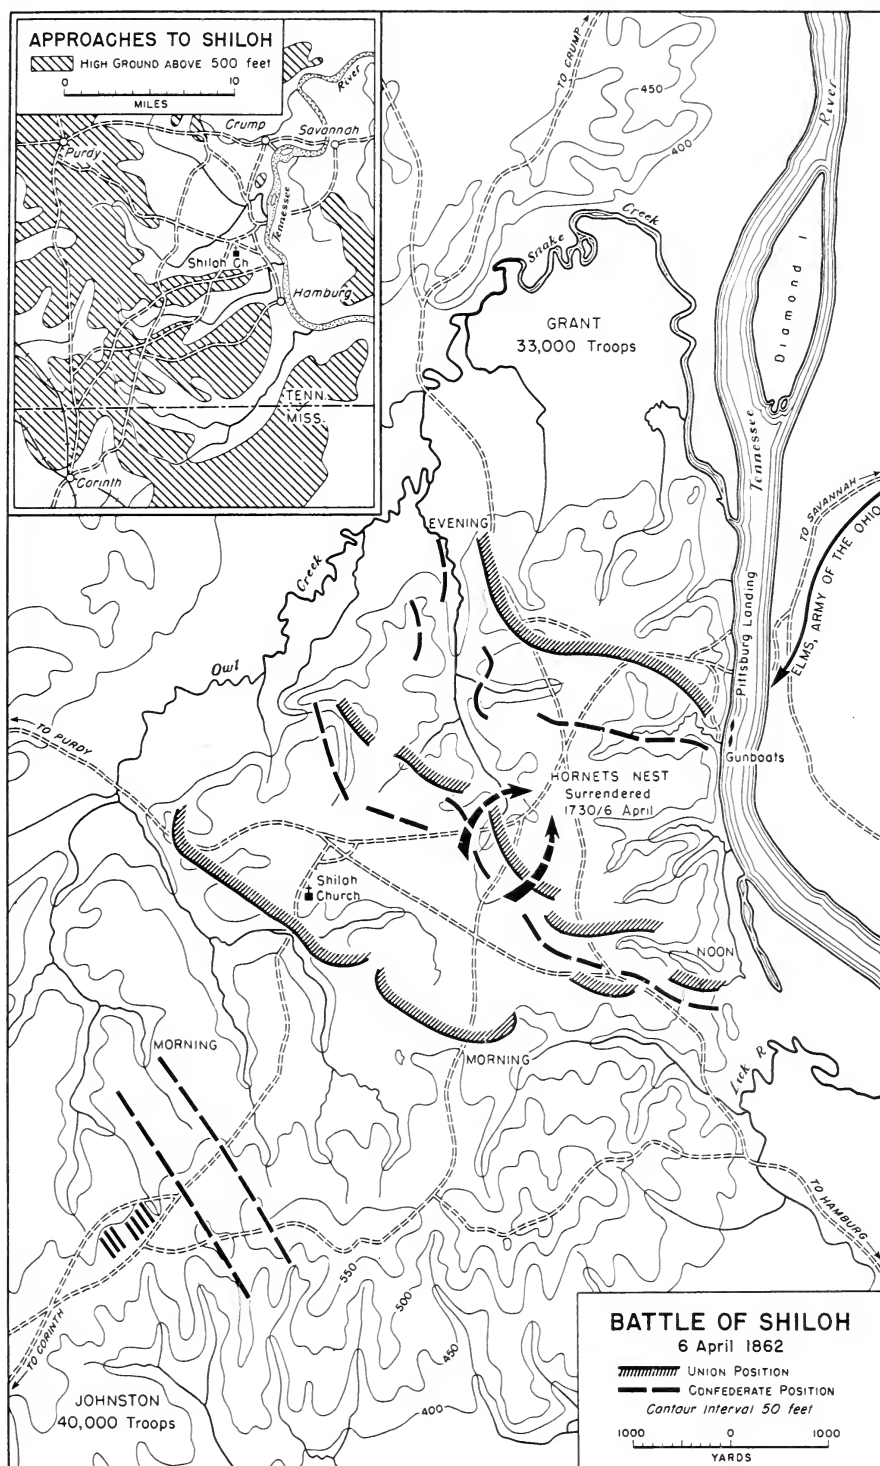 APPROACHES TO SHILOH
HIGH GROUND ABOVE 500 feet
0 10
MILES
River
Crump
Savannah
Purdy
Tennessee
Shiloh Ch
Hamburg
TENN.
MISS.
Corinth
TO CRUMP
450
400
River
Snake Creek
Diamond I
GRANT
33,000 Troops
Tennessee
TO SAVANNAH
ELMS, ARMY OF THE OHIO
EVENING
Owl Creek
Pittsburg Landing
TO PURDY
Gunboats
HORNETS NEST
Surrendered
1730/6 April
Shiloh
Church
NOON
MORNING
MORNING
Lick R
TO HAMBURG
550
500
450
400
TO CORINTH
JOHNSTON
40,000 Troops
BATTLE OF SHILOH
6 April 1862
UNION POSITION
CONFEDERATE POSITION
Contour Interval 50 feet
1000 0 1000
YARDS